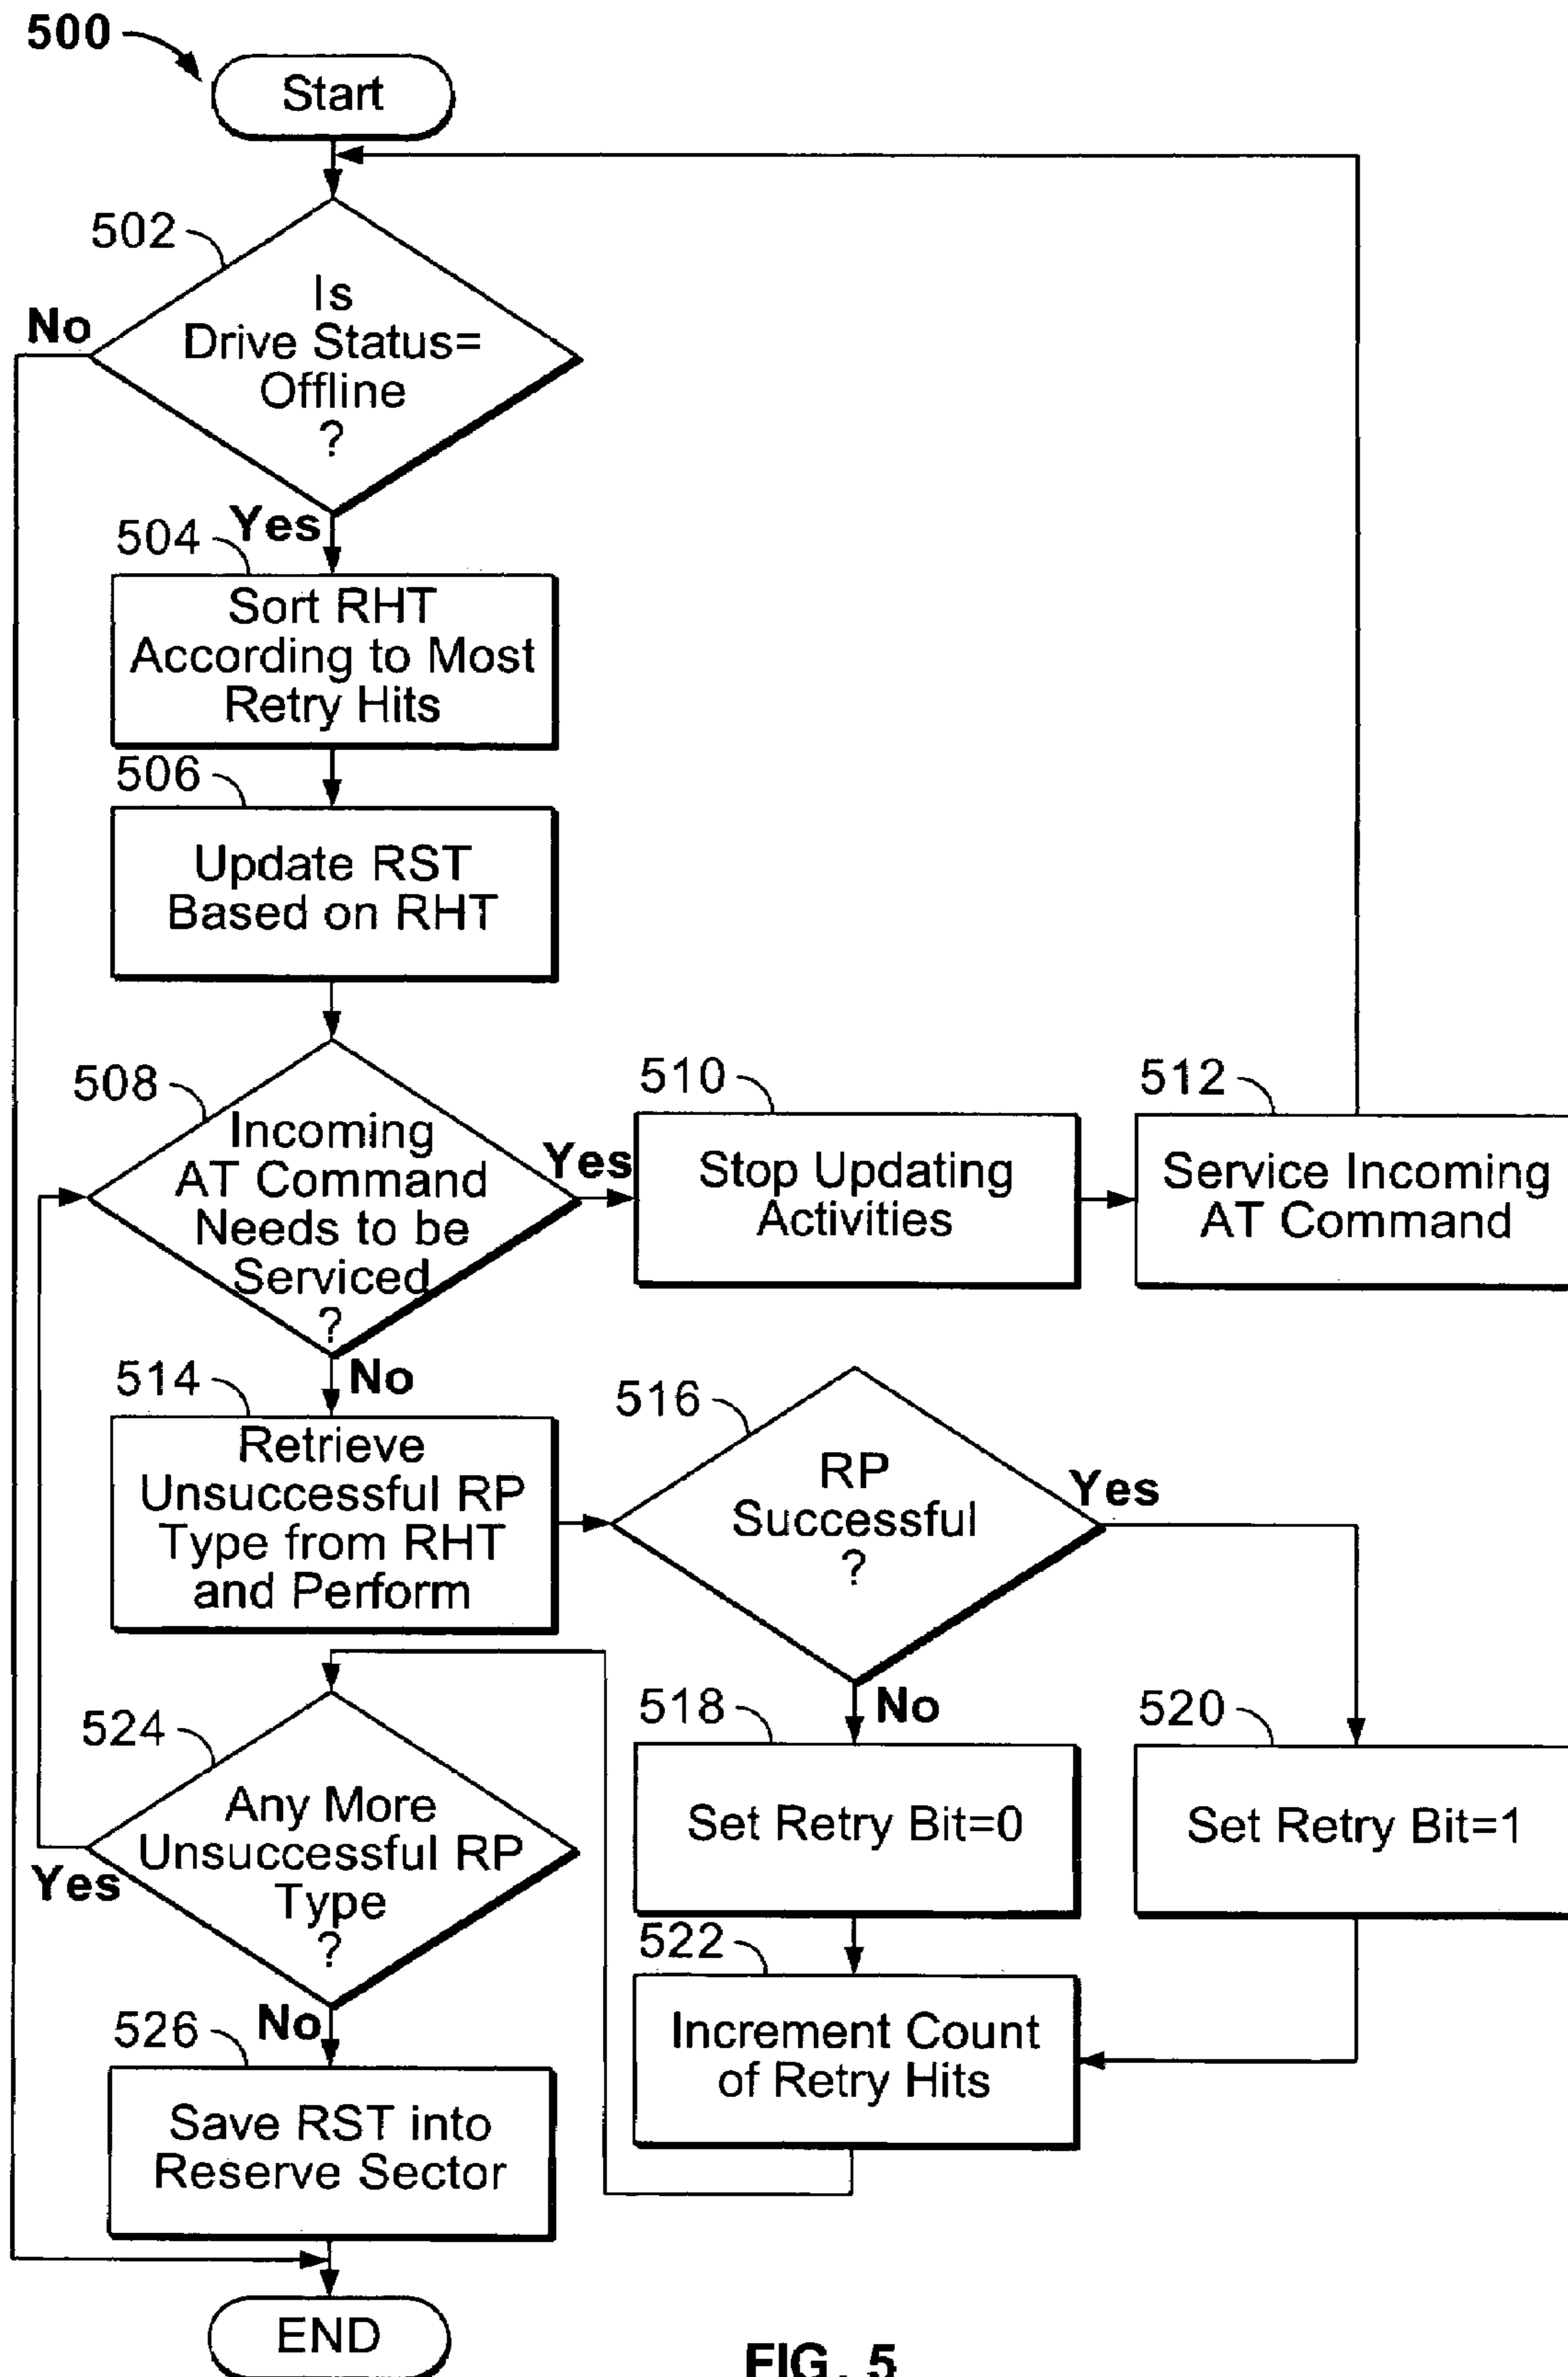 500
Start
502
Is
Drive Status=
Offline
?
No
Yes
504
Sort RHT
According to Most
Retry Hits
506
Update RST
Based on RHT
508
Incoming
AT Command
Needs to be
Serviced
?
Yes
510
Stop Updating
Activities
512
Service Incoming
AT Command
No
514
Retrieve
Unsuccessful RP
Type from RHT
and Perform
516
RP
Successful
?
Yes
No
518
Set Retry Bit=0
520
Set Retry Bit=1
522
Increment Count
of Retry Hits
524
Any More
Unsuccessful RP
Type
?
Yes
No
526
Save RST into
Reserve Sector
END
FIG. 5